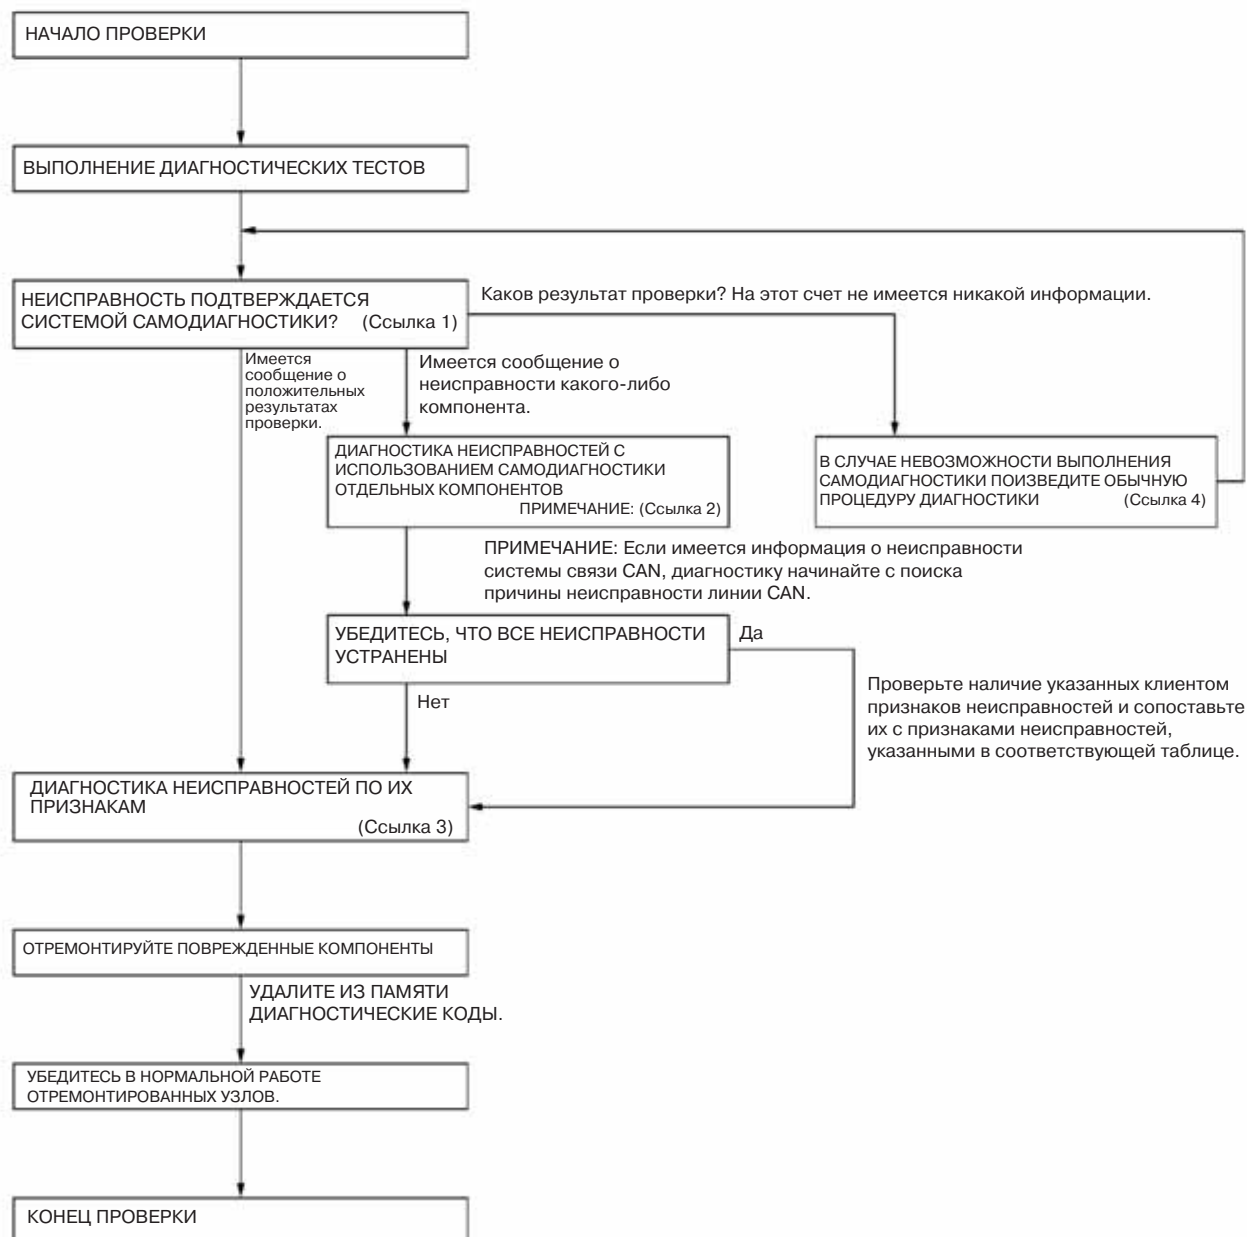 НАЧАЛО ПРОВЕРКИ
ВЫПОЛНЕНИЕ ДИАГНОСТИЧЕСКИХ ТЕСТОВ
НЕИСПРАВНОСТЬ ПОДТВЕРЖДАЕТСЯ
СИСТЕМОЙ САМОДИАГНОСТИКИ? (Ссылка 1)
Каков результат проверки? На этот счет не имеется никакой информации.
Имеется
сообщение о
положительных
результатах
проверки.
Имеется сообщение о
неисправности какого-либо
компонента.
ДИАГНОСТИКА НЕИСПРАВНОСТЕЙ С
ИСПОЛЬЗОВАНИЕМ САМОДИАГНОСТИКИ
ОТДЕЛЬНЫХ КОМПОНЕНТОВ
ПРИМЕЧАНИЕ: (Ссылка 2)
В СЛУЧАЕ НЕВОЗМОЖНОСТИ ВЫПОЛНЕНИЯ
САМОДИАГНОСТИКИ ПОИЗВЕДИТЕ ОБЫЧНУЮ
ПРОЦЕДУРУ ДИАГНОСТИКИ (Ссылка 4)
ПРИМЕЧАНИЕ: Если имеется информация о неисправности
системы связи CAN, диагностику начинайте с поиска
причины неисправности линии CAN.
УБЕДИТЕСЬ, ЧТО ВСЕ НЕИСПРАВНОСТИ
УСТРАНЕНЫ
Да
Нет
Проверьте наличие указанных клиентом
признаков неисправностей и сопоставьте
их с признаками неисправностей,
указанными в соответствующей таблице.
ДИАГНОСТИКА НЕИСПРАВНОСТЕЙ ПО ИХ
ПРИЗНАКАМ
(Ссылка 3)
ОТРЕМОНТИРУЙТЕ ПОВРЕЖДЕННЫЕ КОМПОНЕНТЫ
УДАЛИТЕ ИЗ ПАМЯТИ
ДИАГНОСТИЧЕСКИЕ КОДЫ.
УБЕДИТЕСЬ В НОРМАЛЬНОЙ РАБОТЕ
ОТРЕМОНТИРОВАННЫХ УЗЛОВ.
КОНЕЦ ПРОВЕРКИ